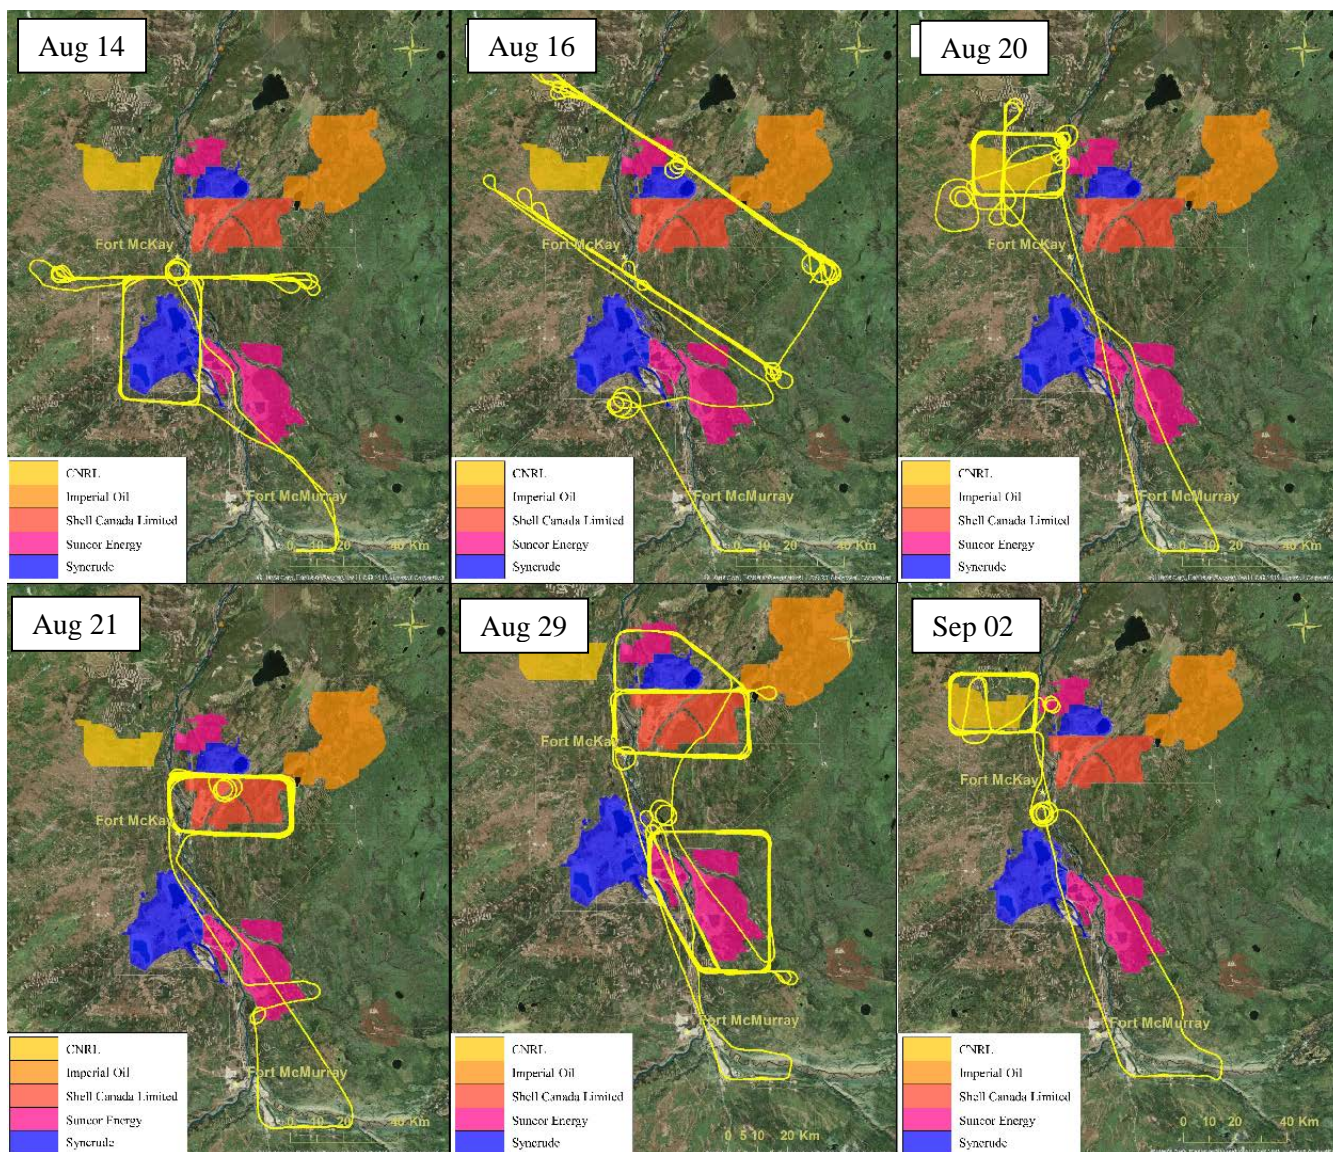 Aug 14
Fort McKay
Fort McMurray
0 10 20 40 Km
CNRL
Imperial Oil
Shell Canada Limited
Suncor Energy
Syncrude
Aug 16
Fort McKay
Fort McMurray
0 5 10 20 40 Km
CNRL
Imperial Oil
Shell Canada Limited
Suncor Energy
Syncrude
Aug 20
Fort McKay
Fort McMurray
0 5 10 20 40 Km
CNRL
Imperial Oil
Shell Canada Limited
Suncor Energy
Syncrude
Aug 21
Fort McKay
Fort McMurray
0 5 10 20 40 Km
CNRL
Imperial Oil
Shell Canada Limited
Suncor Energy
Syncrude
Aug 29
Fort McKay
Fort McMurray
0 5 10 20 Km
CNRL
Imperial Oil
Shell Canada Limited
Suncor Energy
Syncrude
Sep 02
Fort McKay
Fort McMurray
0 5 10 20 40 Km
CNRL
Imperial Oil
Shell Canada Limited
Suncor Energy
Syncrude